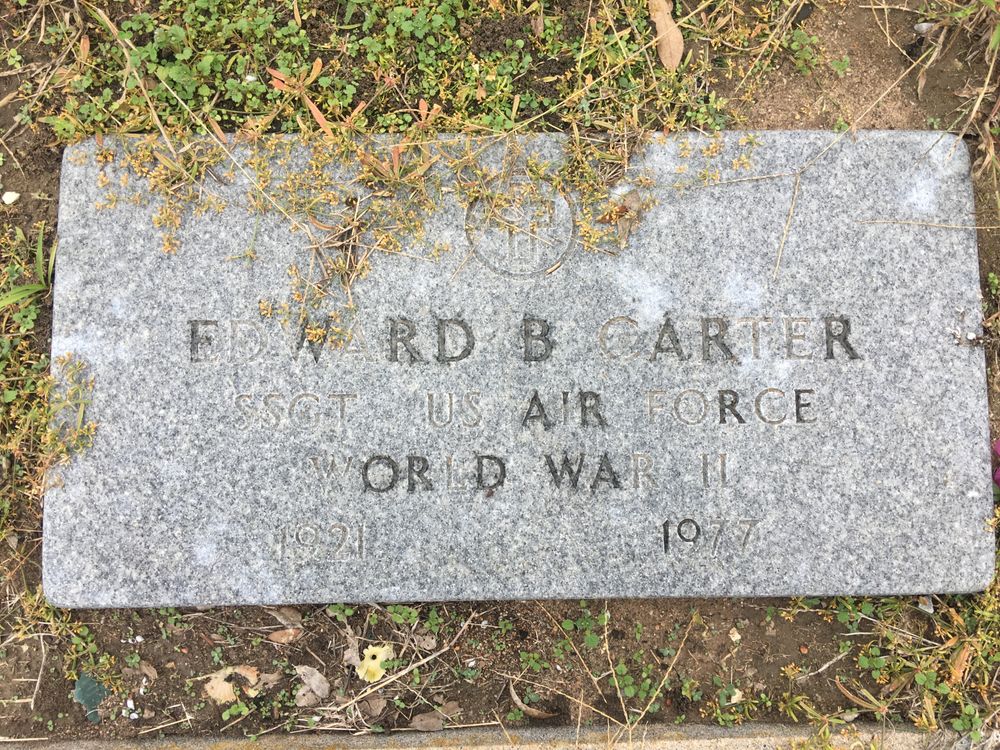 EDWARD B CARTER
SSGT US AIR FORCE
WORLD WAR II
1921 1977